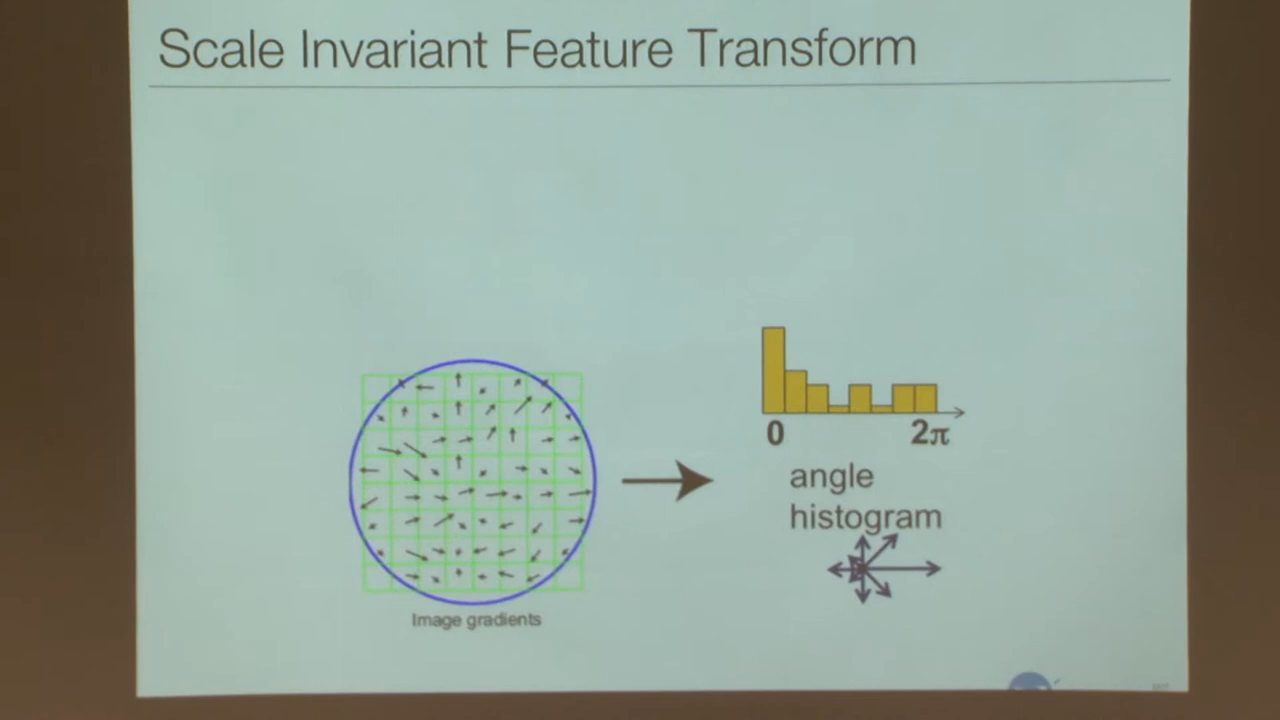 Scale Invariant Feature Transform
0
2π
angle
histogram
Image gradients